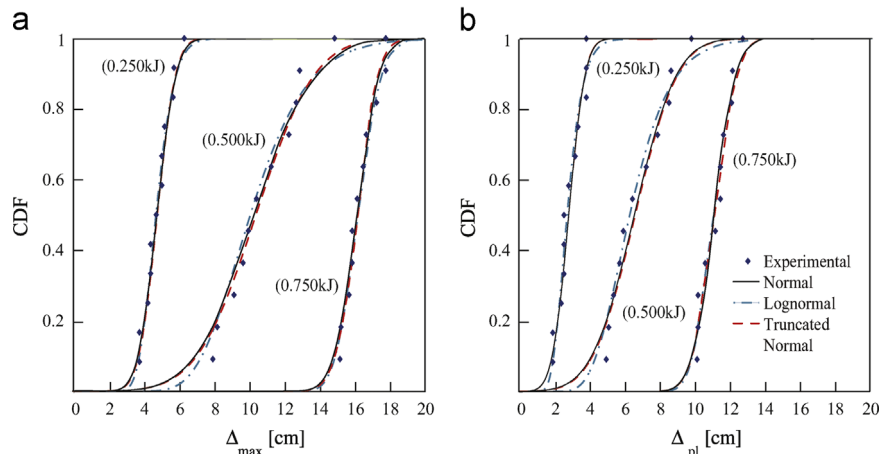 a
CDF
1
0.8
0.6
0.4
0.2
0 2 4 6 8 10 12 14 16 18 20
Δmax [cm]
(0.250kJ)
(0.500kJ)
(0.750kJ)
b
CDF
1
0.8
0.6
0.4
0.2
0 2 4 6 8 10 12 14 16 18 20
Δpl [cm]
(0.250kJ)
(0.750kJ)
(0.500kJ)
Experimental
Normal
Lognormal
Truncated
Normal